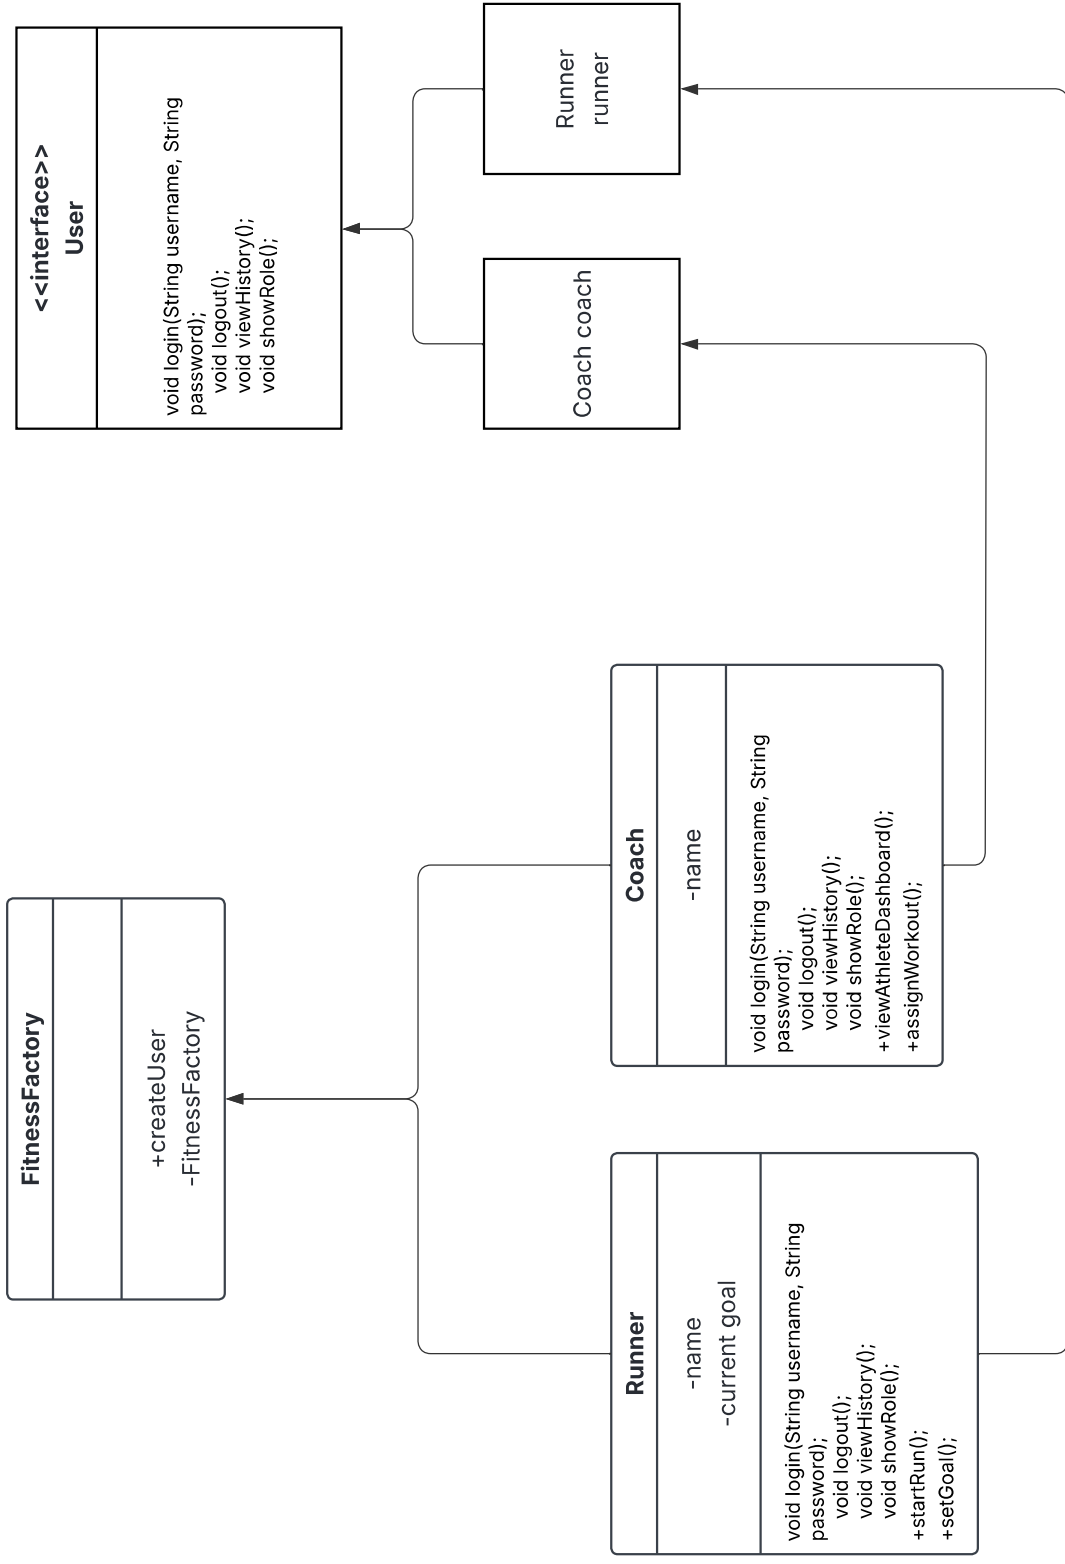 FitnessFactory
+createUser
-FitnessFactory
<<interface>>
User
void login(String username, String
password);
void logout();
void viewHistory();
void showRole();
Coach coach
Runner
runner
Runner
-name
-current goal
void login(String username, String
password);
void logout();
void viewHistory();
void showRole();
+startRun();
+setGoal();
Coach
-name
void login(String username, String
password);
void logout();
void viewHistory();
void showRole();
+viewAthleteDashboard();
+assignWorkout();